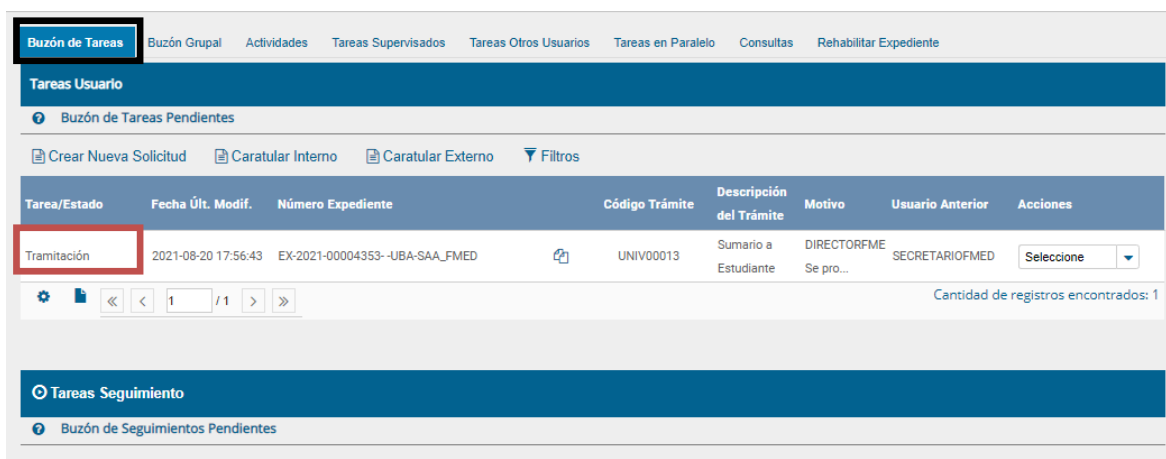 Buzón de Tareas Buzón Grupal Actividades Tareas Supervisados Tareas Otros Usuarios Tareas en Paralelo Consultas Rehabilitar Expediente
Tareas Usuario
Buzón de Tareas Pendientes
Crear Nueva Solicitud Caratular Interno Caratular Externo Filtros
Tarea/Estado Fecha Últ. Modif. Número Expediente Código Trámite Descripción del Trámite Motivo Usuario Anterior Acciones
Tramitación 2021-08-20 17:56:43 EX-2021-00004353- -UBA-SAA_FMED UNIV00013 Sumario a Estudiante DIRECTORFME Se pro... SECRETARIOFMED Seleccione
1 / 1 Cantidad de registros encontrados: 1
Tareas Seguimiento
Buzón de Seguimientos Pendientes